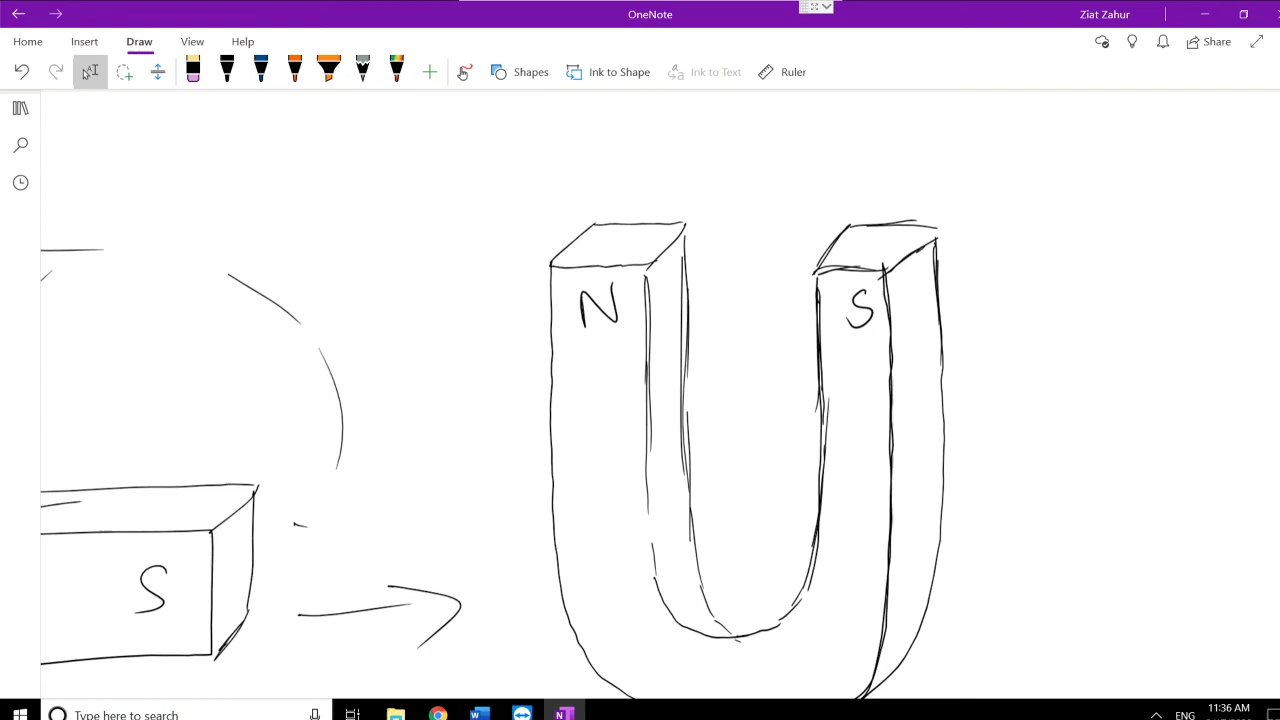 OneNote
Ziat Zahur
Home Insert Draw View Help
Share
Shapes Ink to Shape Ink to Text Ruler
N S
S
Type here to search
ENG
11:36 AM